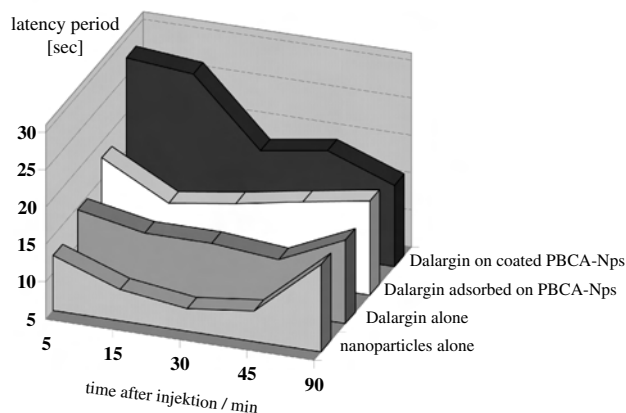 latency period
[sec]
30
25
20
15
10
5
5
15
30
45
90
time after injektion / min
Dalargin on coated PBCA-Nps
Dalargin adsorbed on PBCA-Nps
Dalargin alone
nanoparticles alone